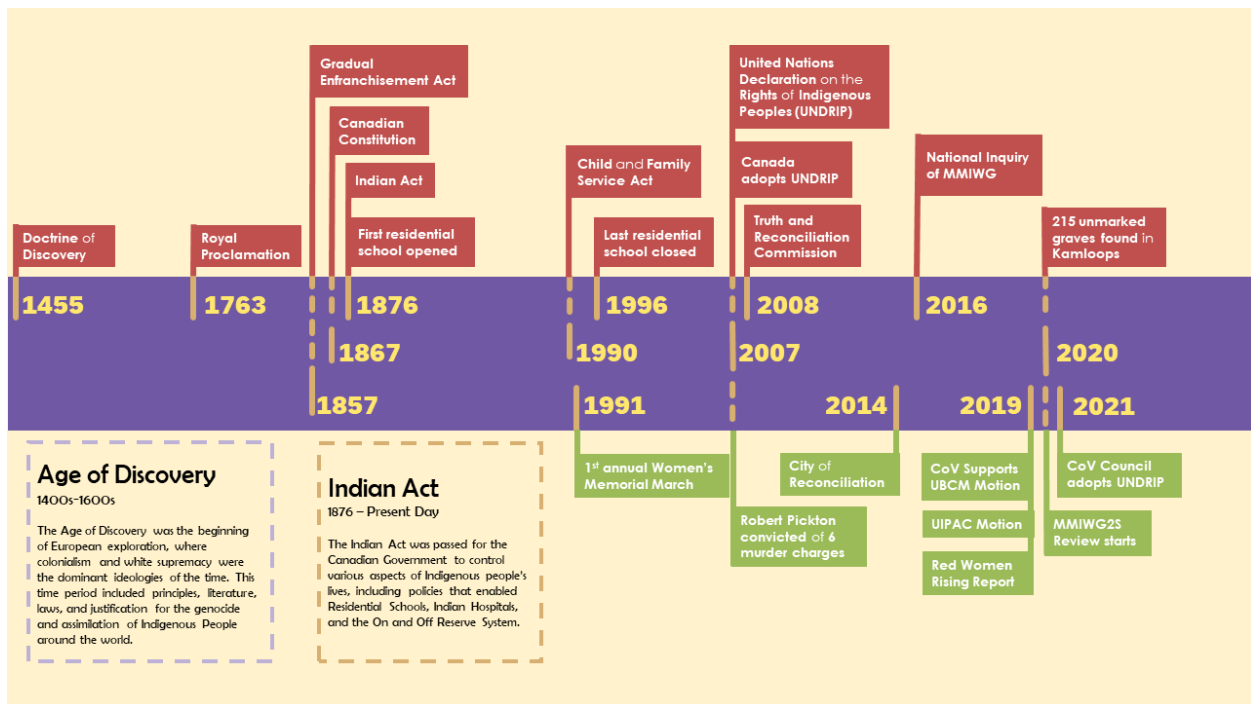 Gradual
Enfranchisement Act
Canadian
Constitution
Indian Act
First residential
school opened
Doctrine of
Discovery
Royal
Proclamation
Child and Family
Service Act
Last residential
school closed
United Nations
Declaration on the
Rights of Indigenous
Peoples (UNDRIP)
Canada
adopts UNDRIP
Truth and
Reconciliation
Commission
National Inquiry
of MMIWG
215 unmarked
graves found in
Kamloops
1455
1763
1876
1996
2008
2016
1867
1990
2007
2020
1857
1991
2014
2019
2021
Age of Discovery
1400s-1600s
The Age of Discovery was the beginning
of European exploration, where
colonialism and white supremacy were
the dominant ideologies of the time. This
time period included principles, literature,
laws, and justification for the genocide
and assimilation of Indigenous People
around the world.
Indian Act
1876 – Present Day
The Indian Act was passed for the
Canadian Government to control
various aspects of Indigenous people's
lives, including policies that enabled
Residential Schools, Indian Hospitals,
and the On and Off Reserve System.
1st annual Women's
Memorial March
Robert Pickton
convicted of 6
murder charges
City of
Reconciliation
CoV Supports
UBCM Motion
UIPAC Motion
Red Women
Rising Report
CoV Council
adopts UNDRIP
MMIWG2S
Review starts